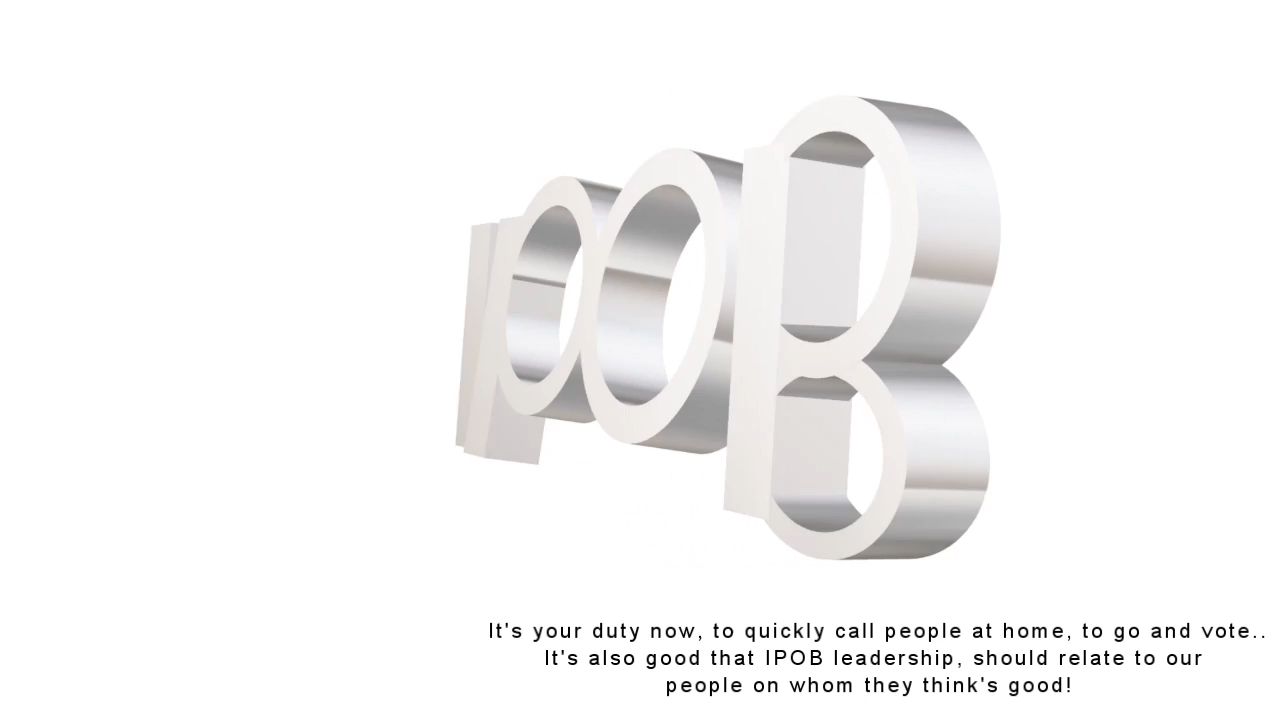 IPOB
It's your duty now, to quickly call people at home, to go and vote..
It's also good that IPOB leadership, should relate to our
people on whom they think's good!